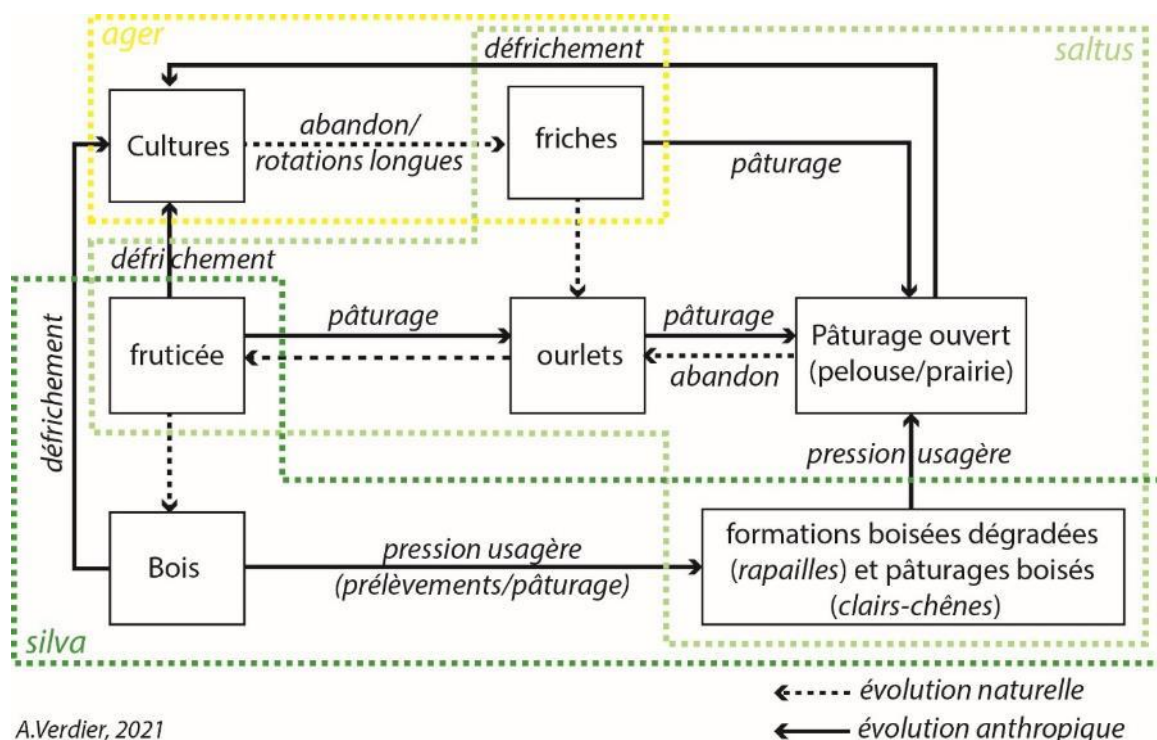 ager
saltus
défrichement
Cultures
abandon/
rotations longues
friches
pâturage
défrichement
défrichement
fruticée
pâturage
ourlets
pâturage
abandon
Pâturage ouvert
(pelouse/prairie)
pression usagère
Bois
pression usagère
(prélèvements/pâturage)
formations boisées dégradées
(rapailles) et pâturages boisés
(clairs-chênes)
silva
évolution naturelle
évolution anthropique
A.Verdier, 2021